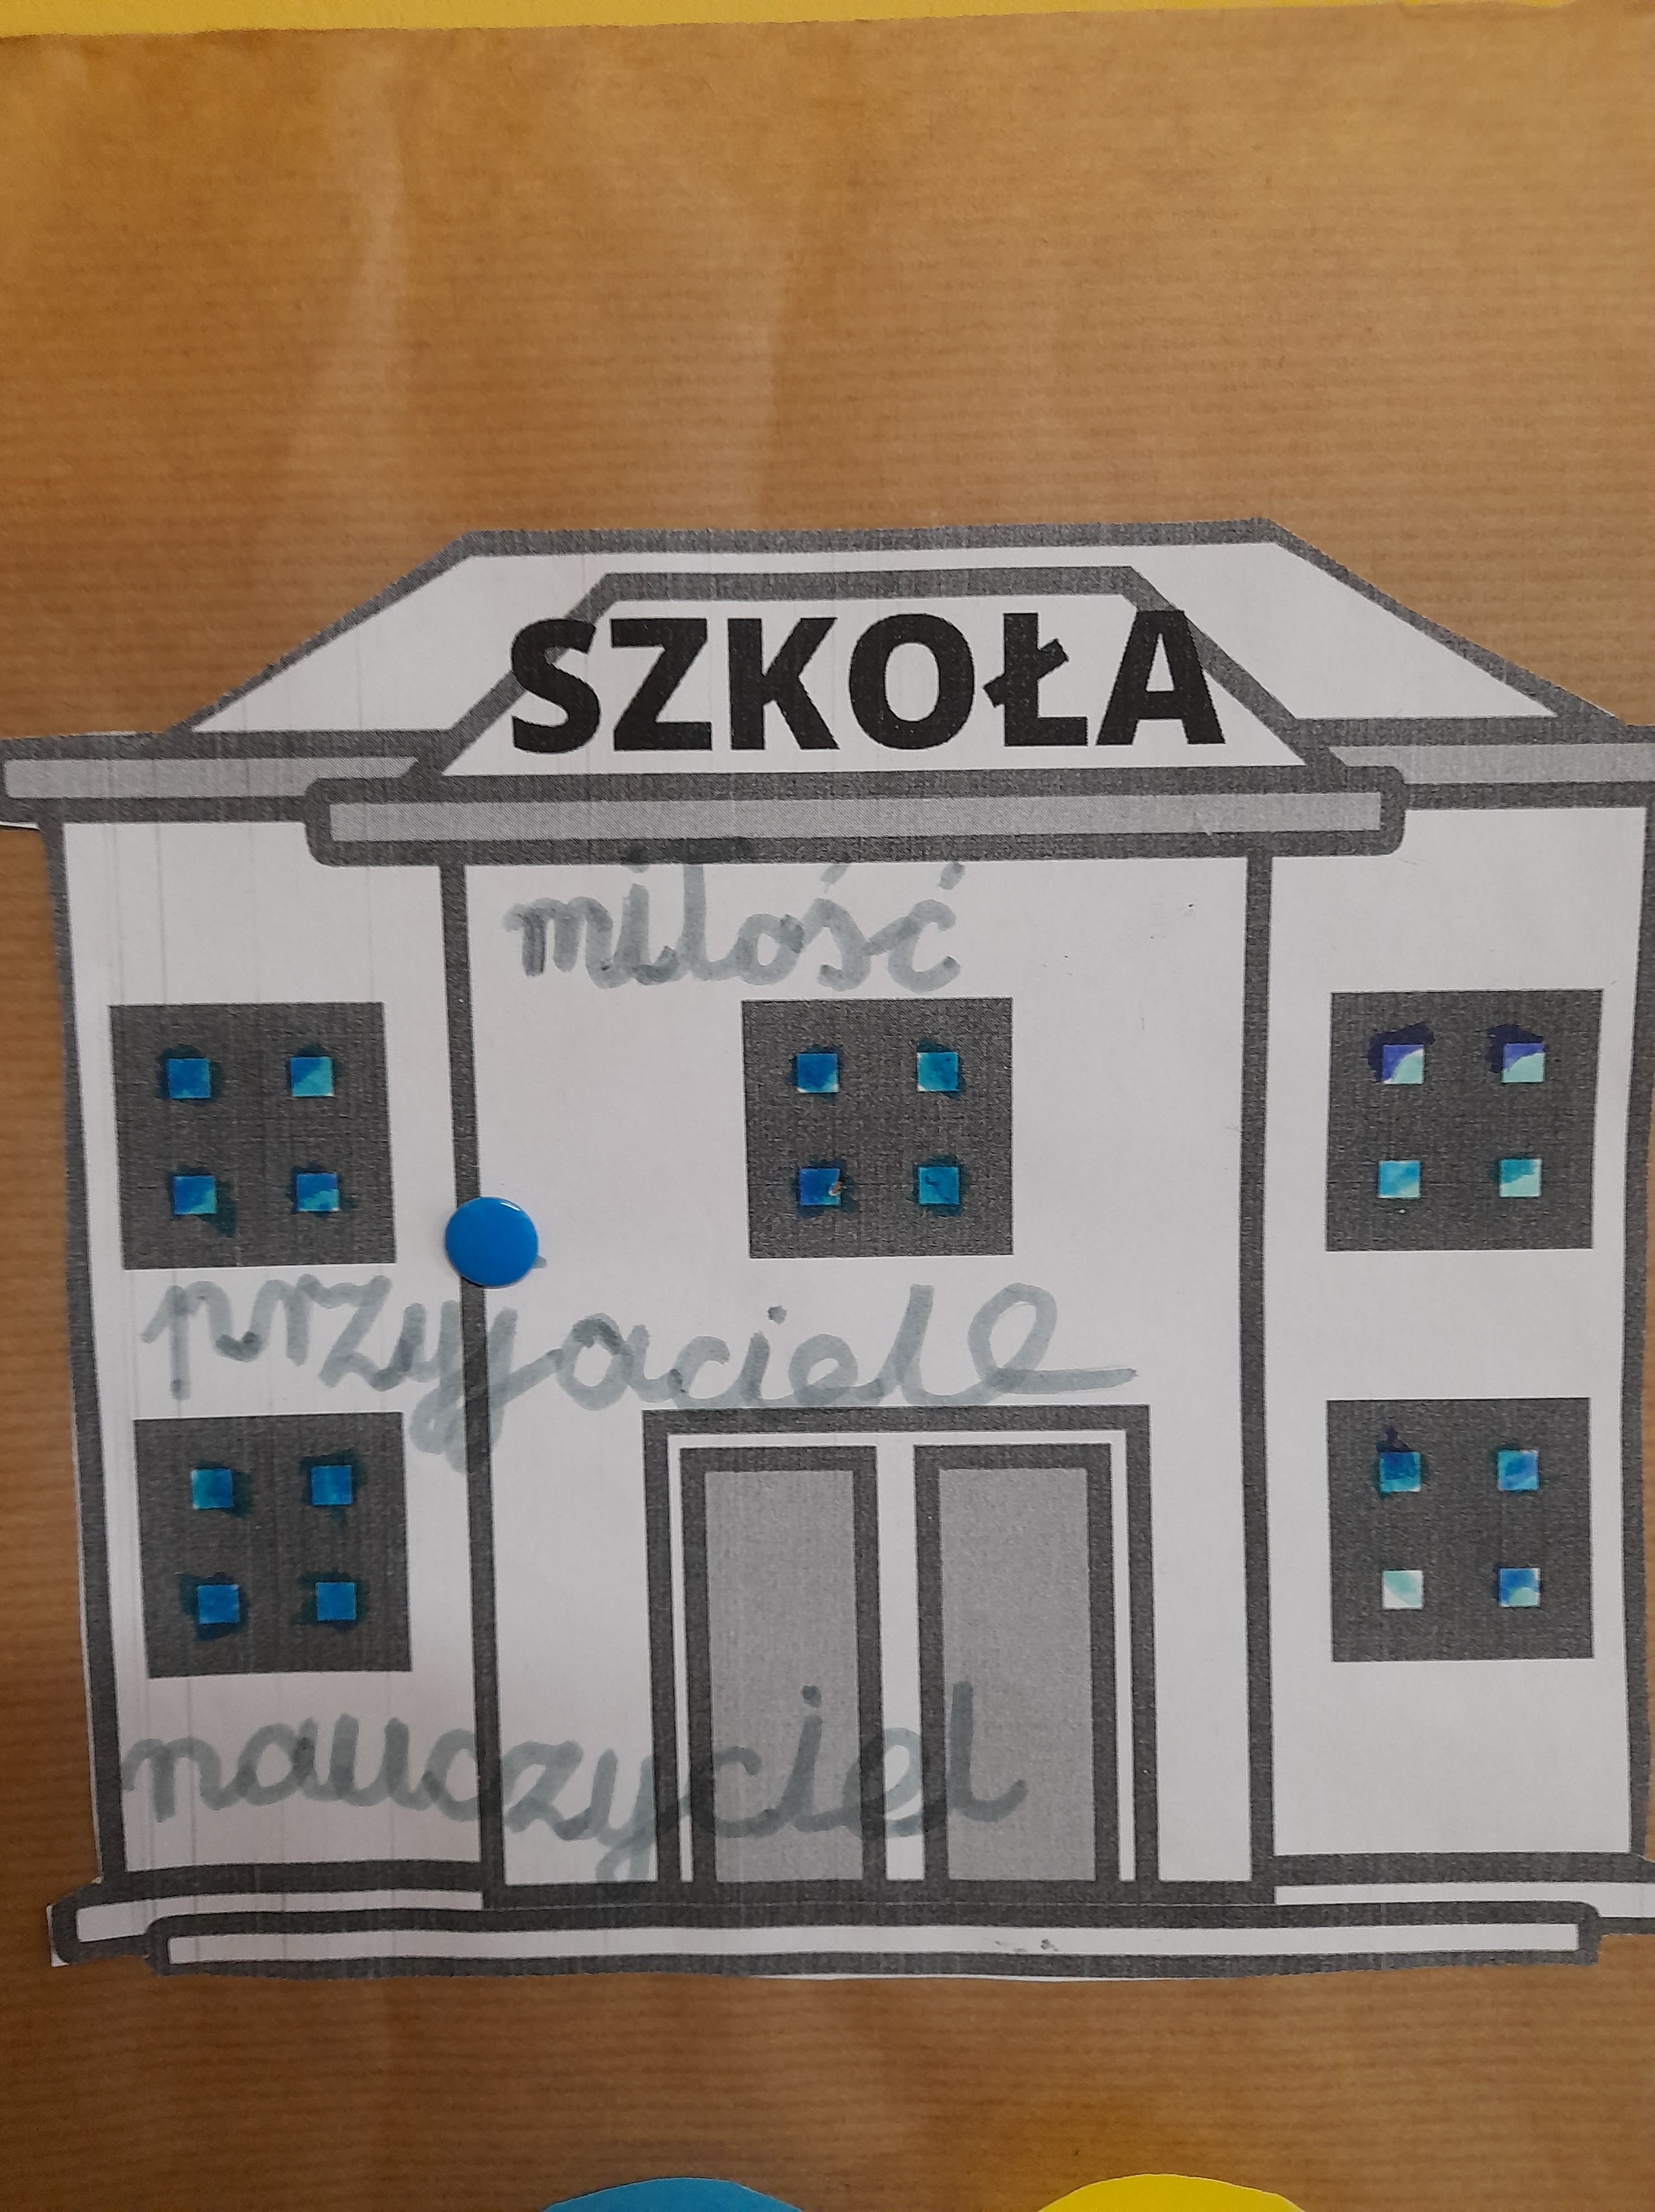 SZKOŁA
miłość
przyjaciele
nauczyciel